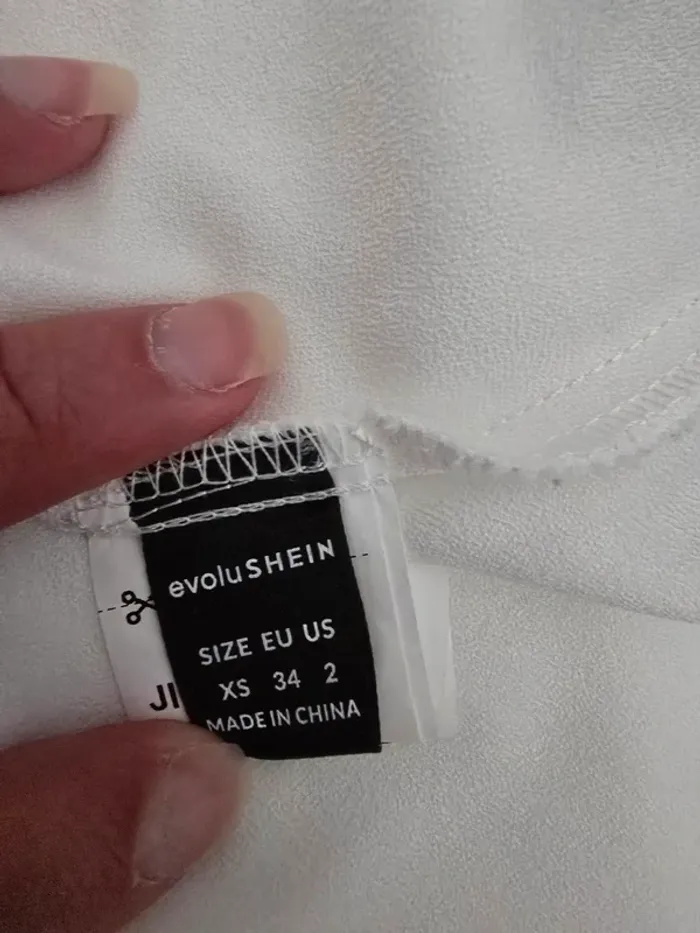 evoluSHEIN
SIZE EU US
XS 34 2
MADE IN CHINA